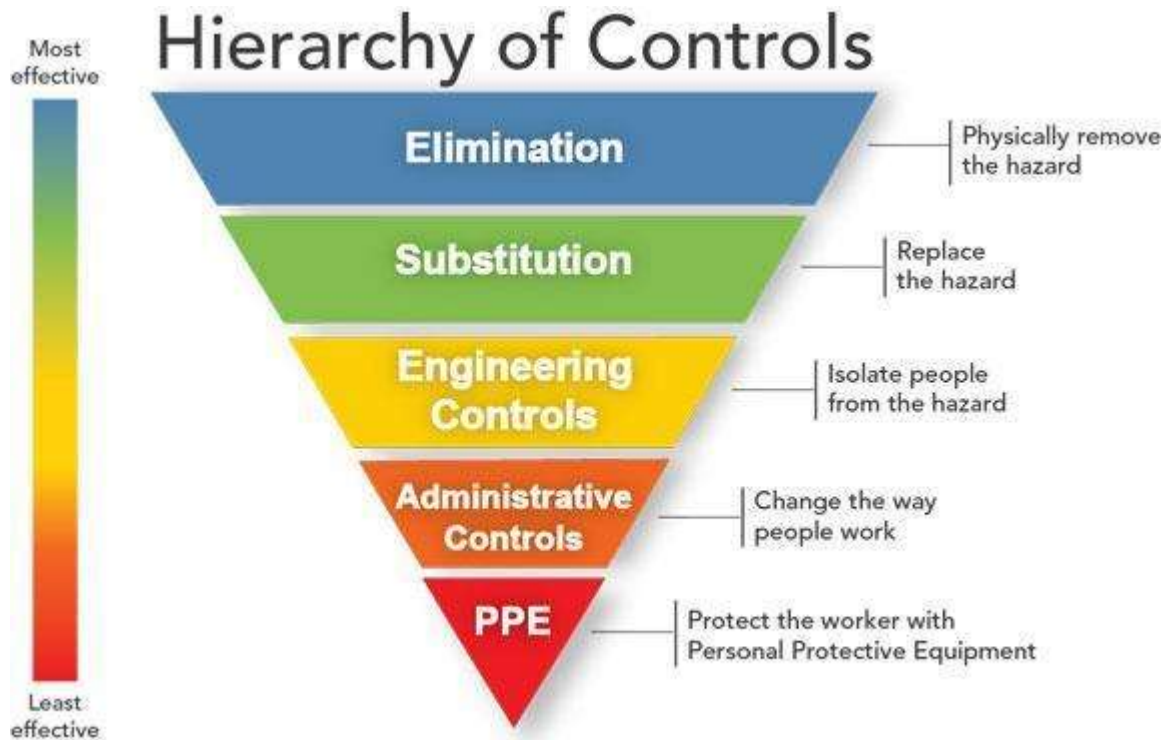 Hierarchy of Controls
Most
effective
Elimination
Physically remove
the hazard
Substitution
Replace
the hazard
Engineering
Controls
Isolate people
from the hazard
Administrative
Controls
Change the way
people work
PPE
Protect the worker with
Personal Protective Equipment
Least
effective